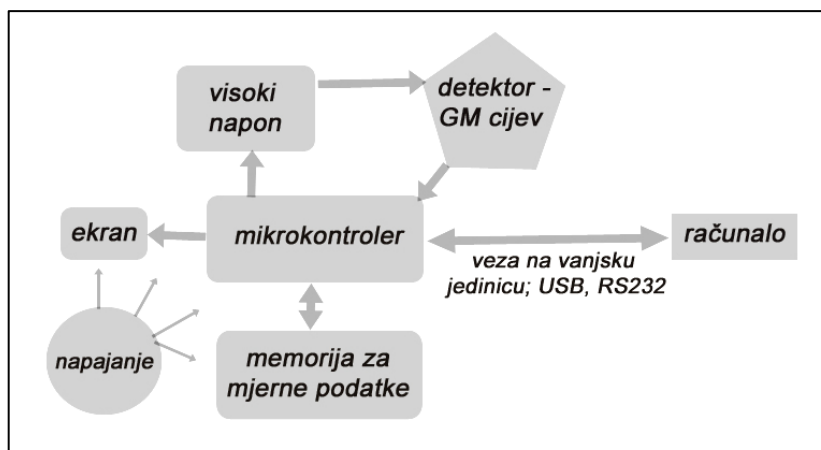 visoki
napon
detektor -
GM cijev
ekran
mikrokontroler
računalo
veza na vanjsku
jedinicu; USB, RS232
napajanje
memorija za
mjerne podatke